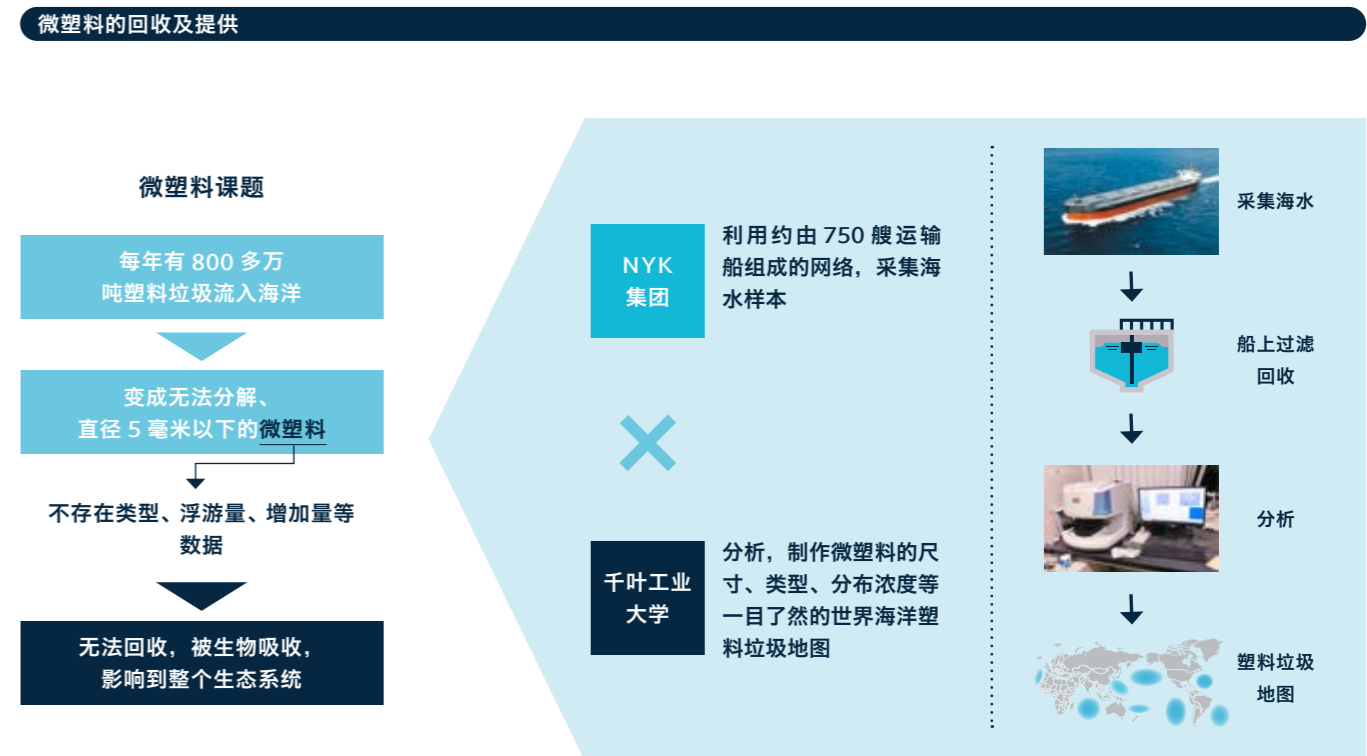 微塑料的回收及提供
微塑料课题
每年有 800 多万
吨塑料垃圾流入海洋
变成无法分解、
直径 5 毫米以下的微塑料
不存在类型、浮游量、增加量等
数据
无法回收，被生物吸收，
影响到整个生态系统
NYK
集团
利用约由 750 艘运输
船组成的网络，采集海
水样本
千叶工业
大学
分析，制作微塑料的尺
寸、类型、分布浓度等
一目了然的世界海洋塑
料垃圾地图
采集海水
船上过滤
回收
分析
塑料垃圾
地图